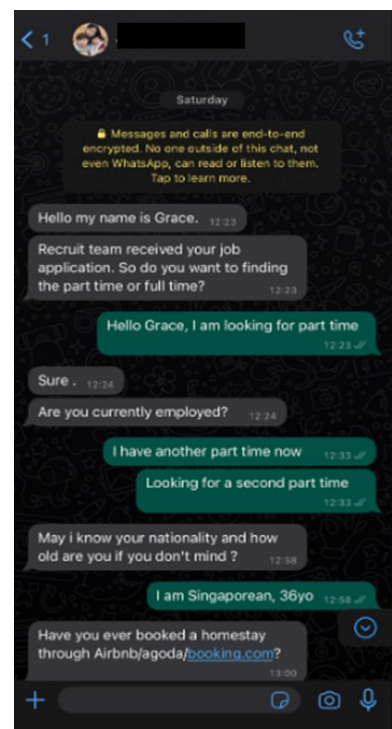 1
Saturday
Messages and calls are end-to-end
encrypted. No one outside of this chat, not
even WhatsApp, can read or listen to them.
Tap to learn more.
Hello my name is Grace. 12:23
Recruit team received your job
application. So do you want to finding
the part time or full time?
12:23
Hello Grace, I am looking for part time
12:23
Sure . 12:24
Are you currently employed? 12:24
I have another part time now 12:33
Looking for a second part time
12:33
May i know your nationality and how
old are you if you don't mind ? 12:58
I am Singaporean, 36yo 12:58
Have you ever booked a homestay
through Airbnb/agoda/booking.com?
13:00